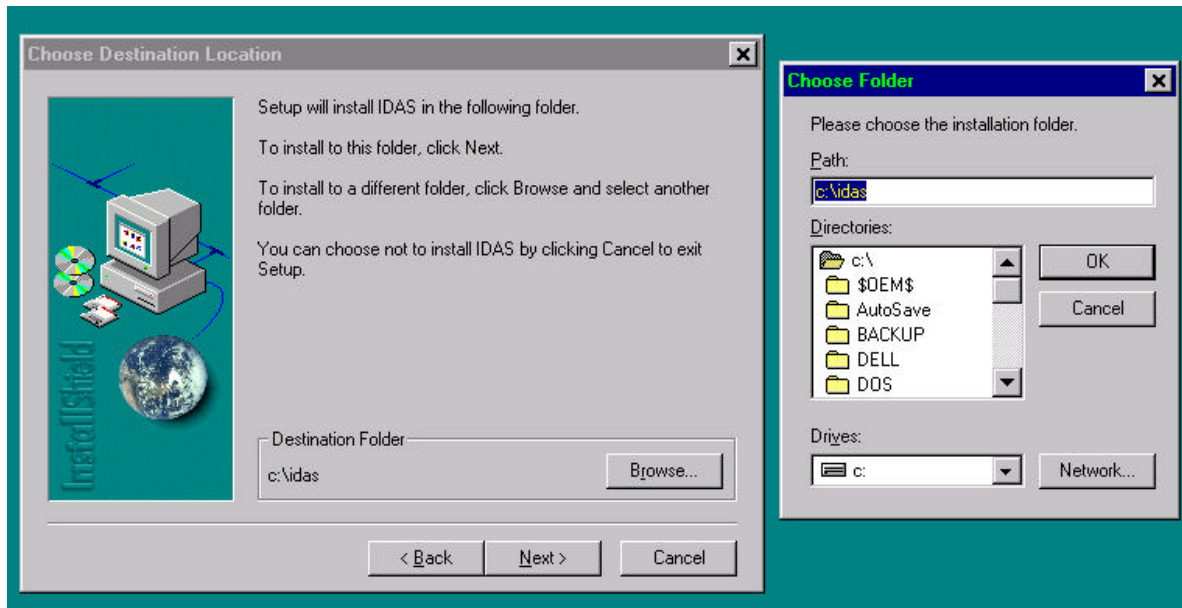 Choose Destination Location
Setup will install IDAS in the following folder.
To install to this folder, click Next.
To install to a different folder, click Browse and select another
folder.
You can choose not to install IDAS by clicking Cancel to exit
Setup.
InstallShield
Destination Folder
c:\idas
Browse...
< Back
Next >
Cancel
Choose Folder
Please choose the installation folder.
Path:
c:\idas
Directories:
c:\
$OEM$
AutoSave
BACKUP
DELL
DOS
OK
Cancel
Drives:
c:
Network...